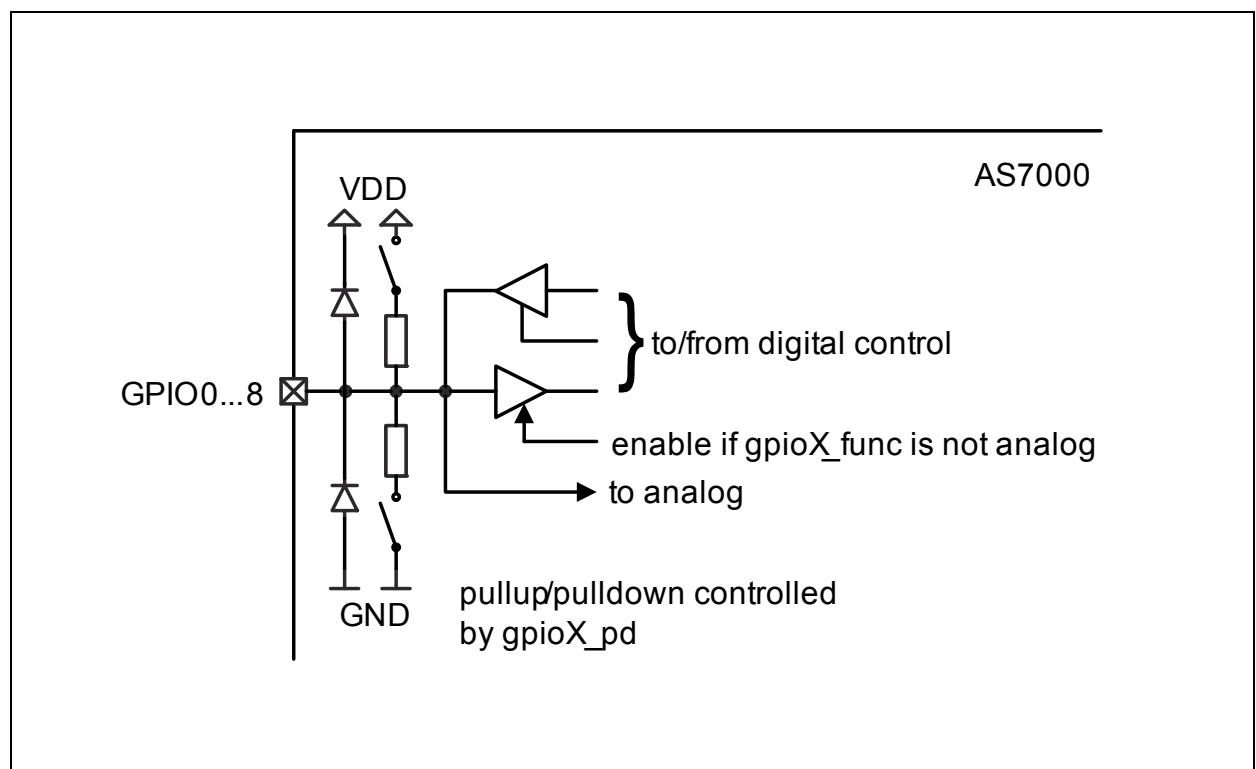 AS7000
VDD
to/from digital control
GPIO0...8
enable if gpioX_func is not analog
to analog
GND
pullup/pulldown controlled
by gpioX_pd